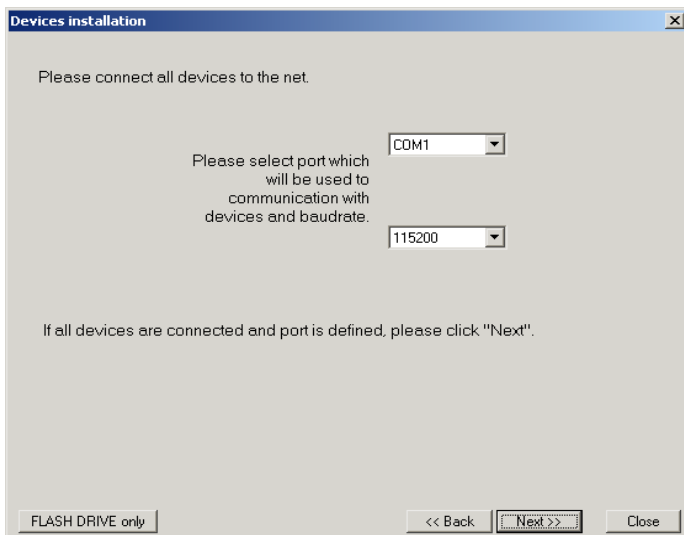 Devices installation
Please connect all devices to the net.
COM1
Please select port which
will be used to
communication with
devices and baudrate.
115200
If all devices are connected and port is defined, please click "Next".
FLASH DRIVE only
<< Back
Next >>
Close